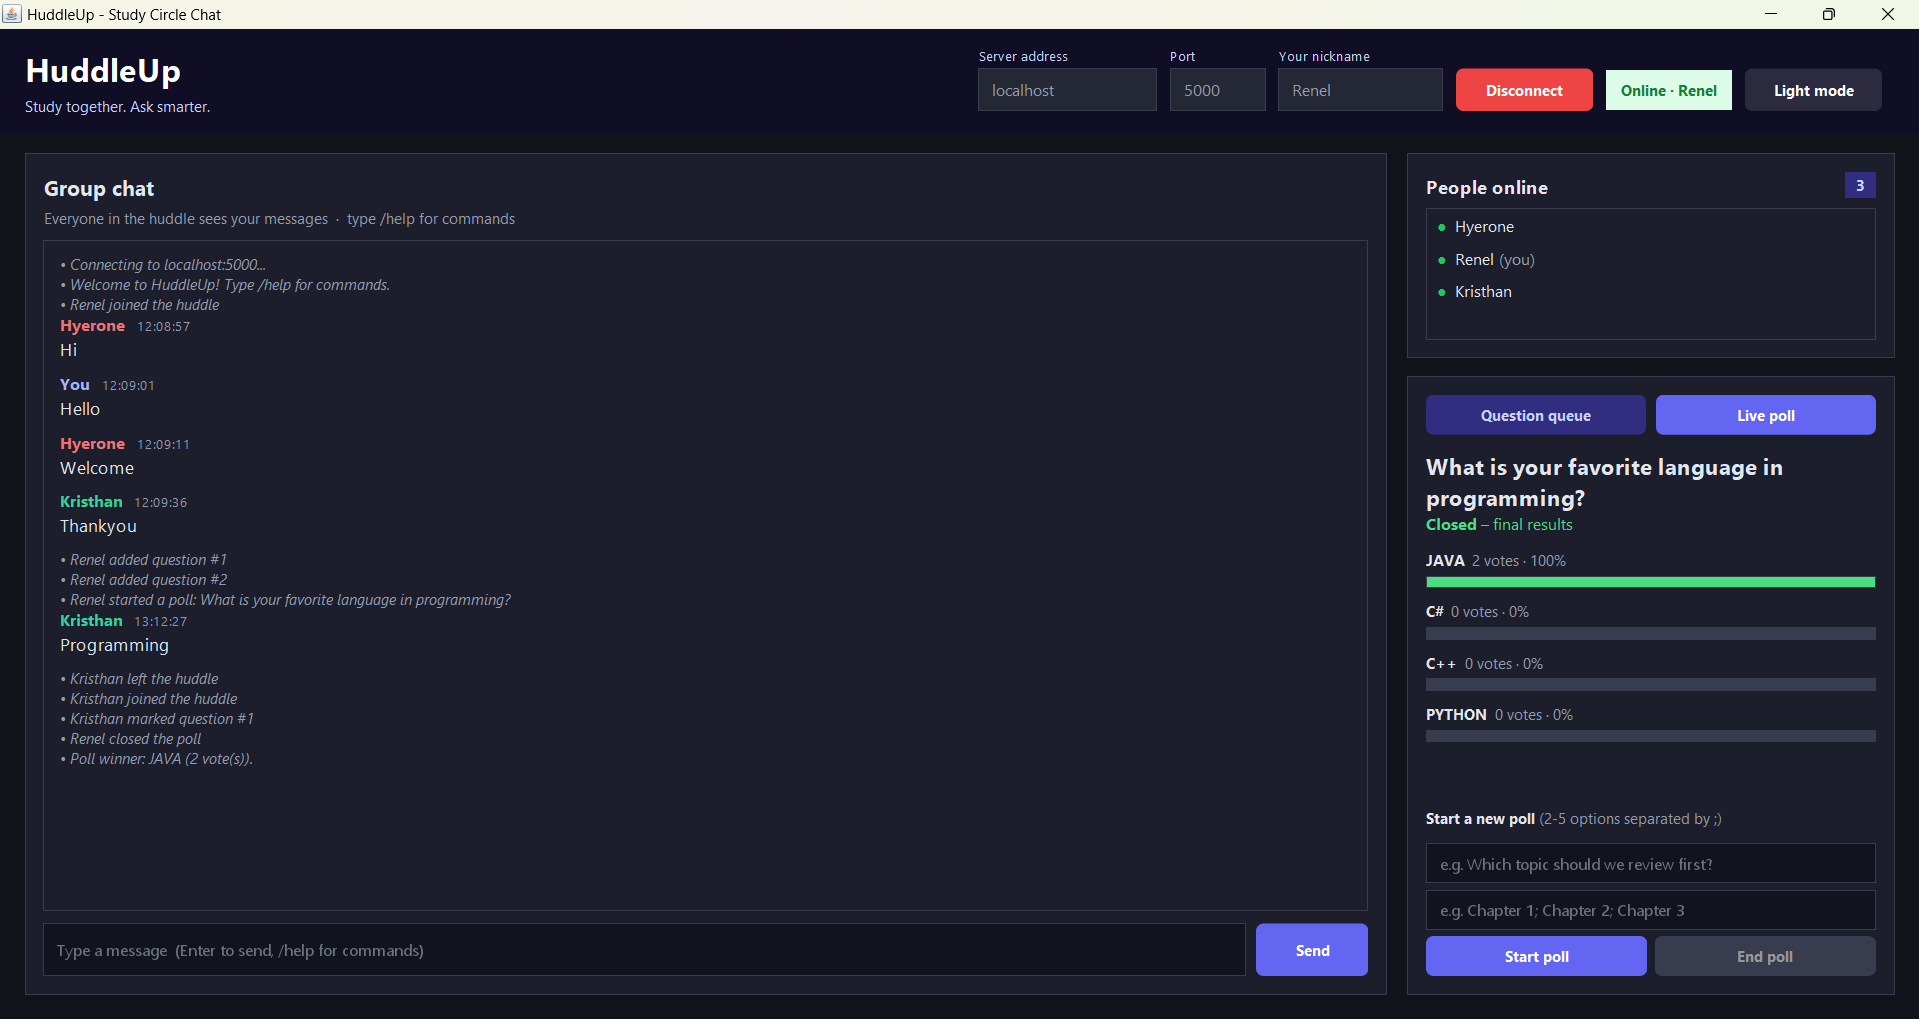 HuddleUp - Study Circle Chat
HuddleUp
Study together. Ask smarter.
Server address
localhost
Port
5000
Your nickname
Renel
Disconnect
Online · Renel
Light mode
Group chat
Everyone in the huddle sees your messages · type /help for commands
• Connecting to localhost:5000...
• Welcome to HuddleUp! Type /help for commands.
• Renel joined the huddle
Hyerone 12:08:57
Hi
You 12:09:01
Hello
Hyerone 12:09:11
Welcome
Kristhan 12:09:36
Thankyou
• Renel added question #1
• Renel added question #2
• Renel started a poll: What is your favorite language in programming?
Kristhan 13:12:27
Programming
• Kristhan left the huddle
• Kristhan joined the huddle
• Kristhan marked question #1
• Renel closed the poll
• Poll winner: JAVA (2 vote(s)).
Type a message (Enter to send, /help for commands)
Send
People online
3
• Hyerone
• Renel (you)
• Kristhan
Question queue
Live poll
What is your favorite language in
programming?
Closed – final results
JAVA 2 votes · 100%
C# 0 votes · 0%
C++ 0 votes · 0%
PYTHON 0 votes · 0%
Start a new poll (2-5 options separated by ;)
e.g. Which topic should we review first?
e.g. Chapter 1; Chapter 2; Chapter 3
Start poll
End poll